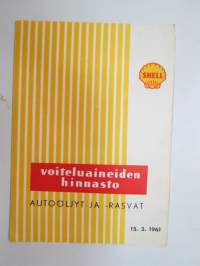 SHELL
voiteluaineiden
hinnasto
AUTOÖLJYT JA -RASVAT
15. 3. 1961